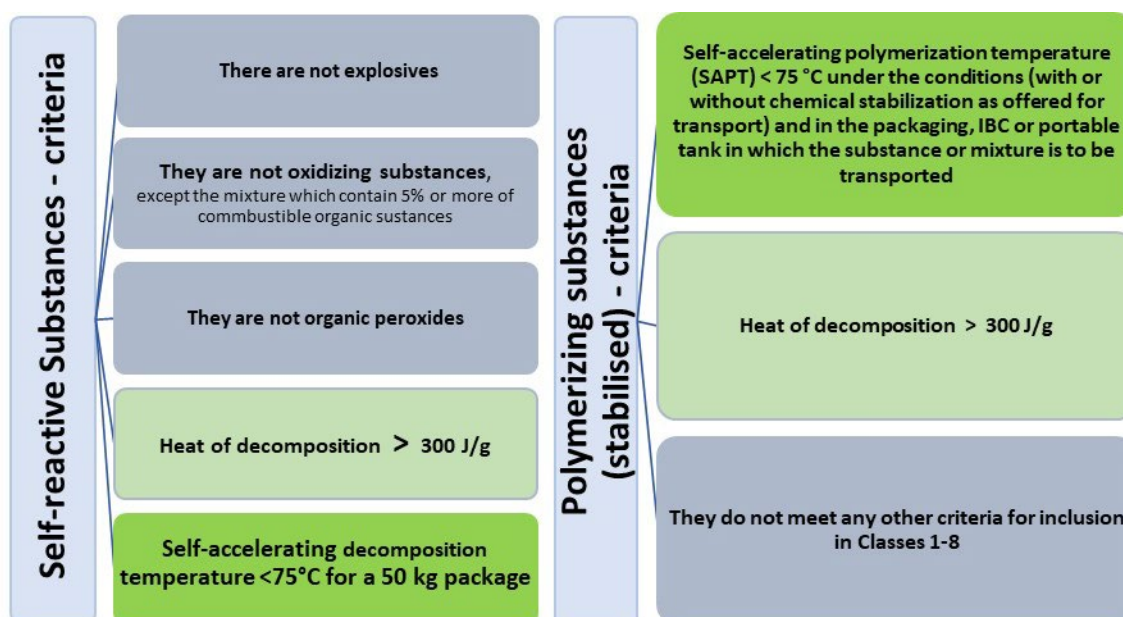 Self-reactive Substances - criteria
There are not explosives
They are not oxidizing substances,
except the mixture which contain 5% or more of
commbustible organic sustances
They are not organic peroxides
Heat of decomposition > 300 J/g
Self-accelerating decomposition
temperature <75°C for a 50 kg package
Polymerizing substances
(stabilised) - criteria
Self-accelerating polymerization temperature
(SAPT) < 75 °C under the conditions (with or
without chemical stabilization as offered for
transport) and in the packaging, IBC or portable
tank in which the substance or mixture is to be
transported
Heat of decomposition > 300 J/g
They do not meet any other criteria for inclusion
in Classes 1-8